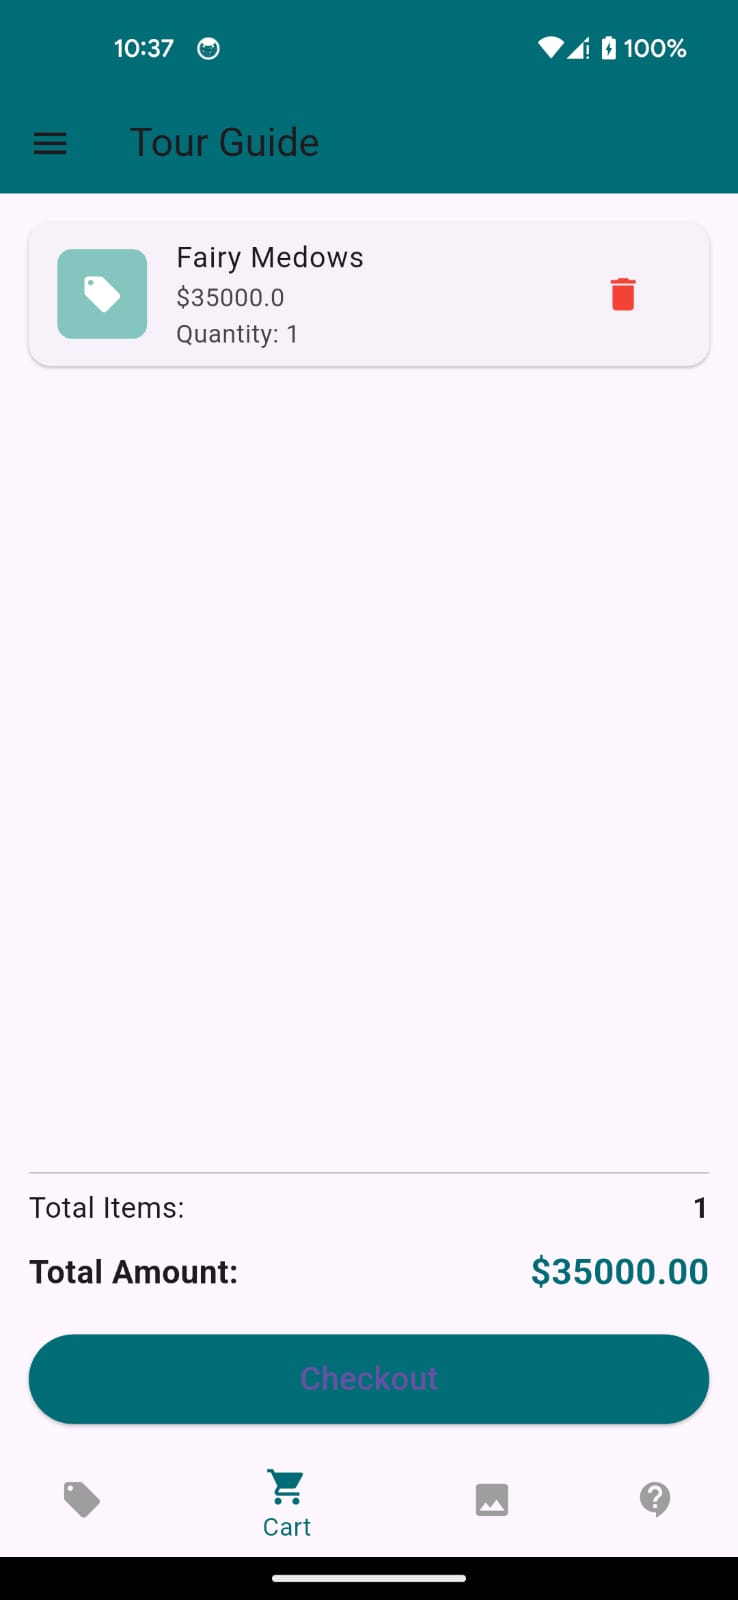 10:37 100%
Tour Guide
Fairy Medows
$35000.0
Quantity: 1
Total Items: 1
Total Amount: $35000.00
Checkout
Cart